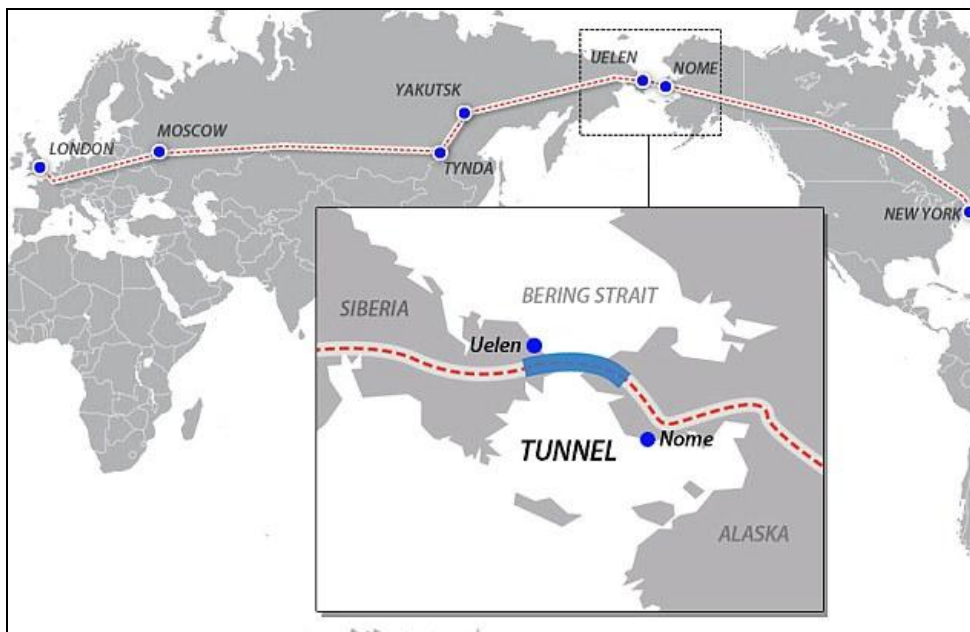 UELEN
NOME
YAKUTSK
MOSCOW
LONDON
TYNDA
NEW YORK
BERING STRAIT
SIBERIA
Uelen
Nome
TUNNEL
ALASKA